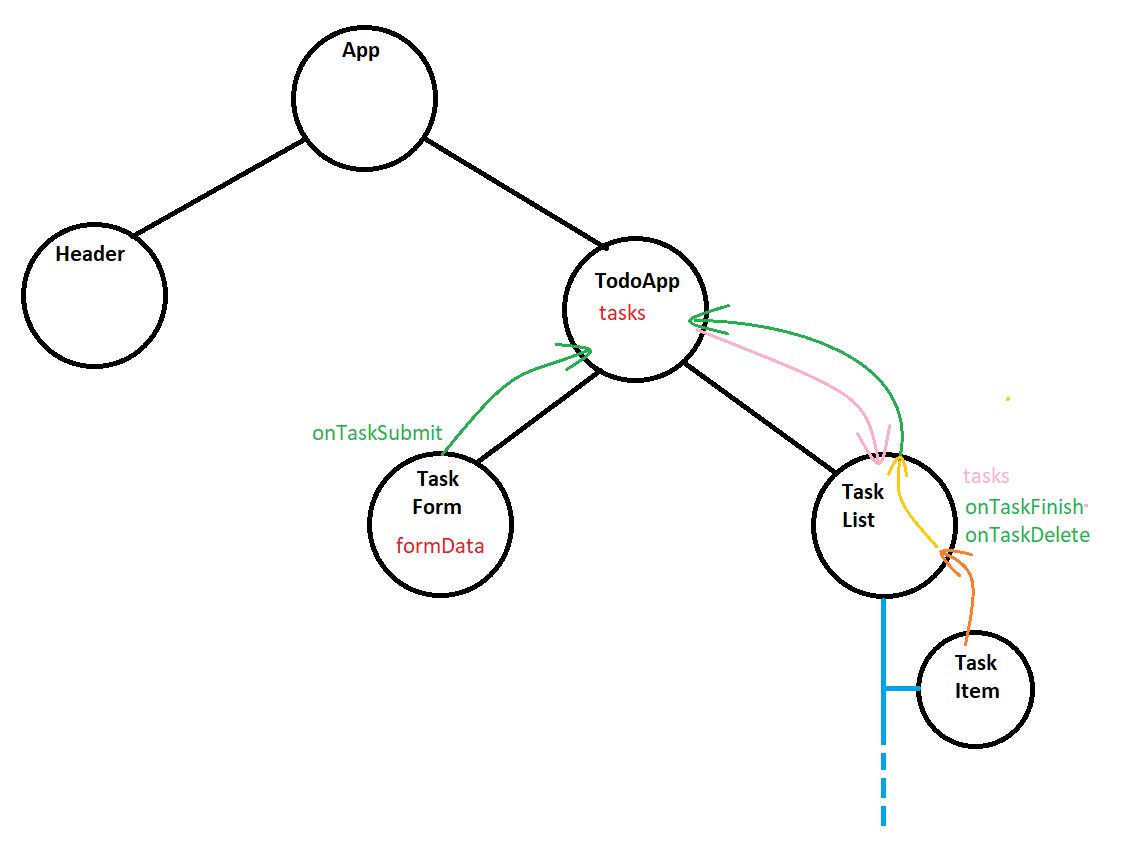 App
Header
TodoApp
tasks
onTaskSubmit
Task
Form
formData
Task
List
tasks
onTaskFinish
onTaskDelete
Task
Item